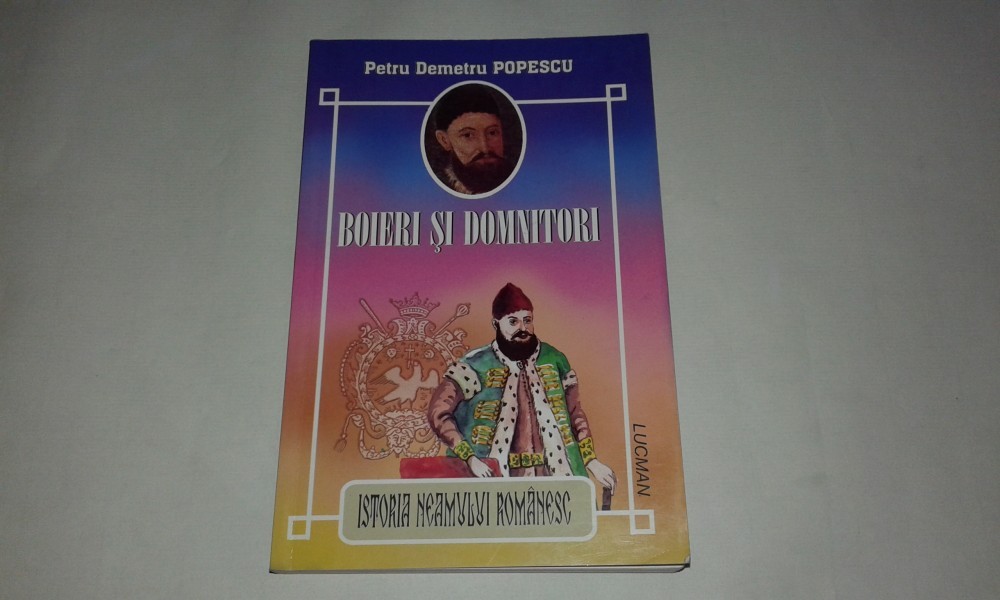 Petru Demetru POPESCU
BOIERI ŞI DOMNITORI
LUCMAN
ISTORIA NEAMULUI ROMÂNESC